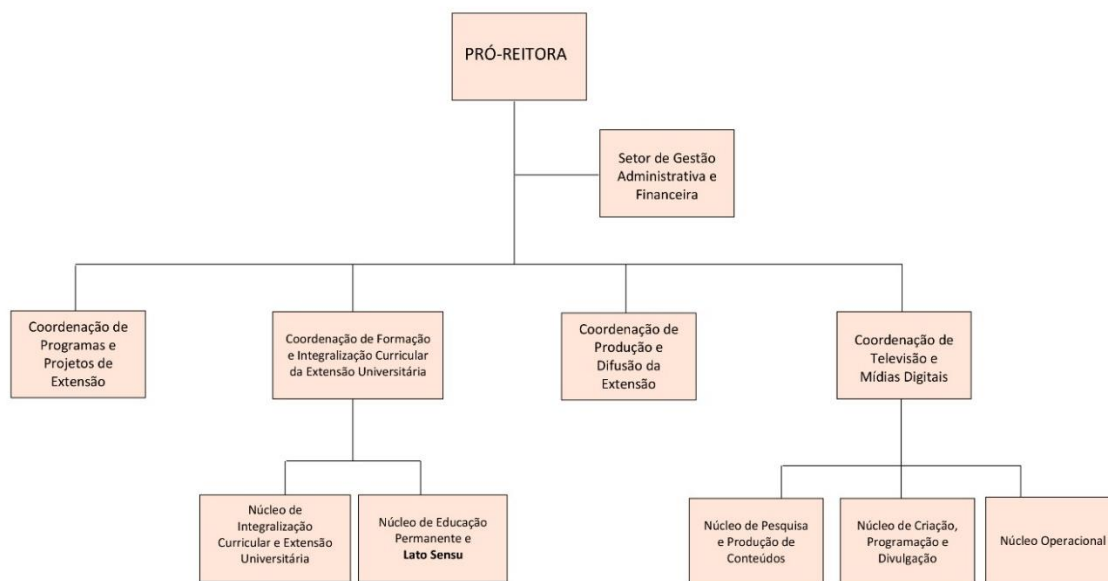 PRÓ-REITORA
Setor de Gestão
Administrativa e
Financeira
Coordenação de
Programas e
Projetos de
Extensão
Coordenação de Formação
e Integralização Curricular
da Extensão Universitária
Coordenação de
Produção e
Difusão da
Extensão
Coordenação de
Televisão e
Mídias Digitais
Núcleo de
Integralização
Curricular e Extensão
Universitária
Núcleo de Educação
Permanente e
Lato Sensu
Núcleo de Pesquisa
e Produção de
Conteúdos
Núcleo de Criação,
Programação e
Divulgação
Núcleo Operacional